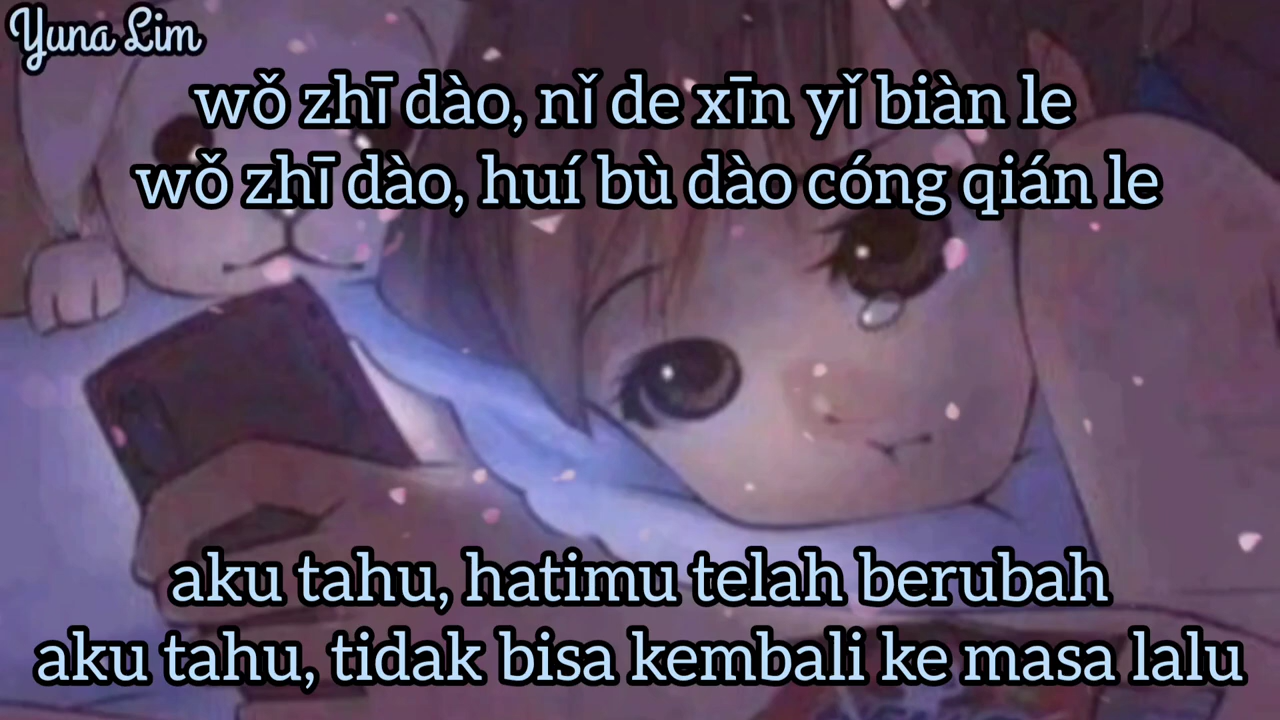 Yuna Lim
wǒ zhī dào, nǐ de xīn yǐ biàn le
wǒ zhī dào, huí bù dào cóng qián le
aku tahu, hatimu telah berubah
aku tahu, tidak bisa kembali ke masa lalu